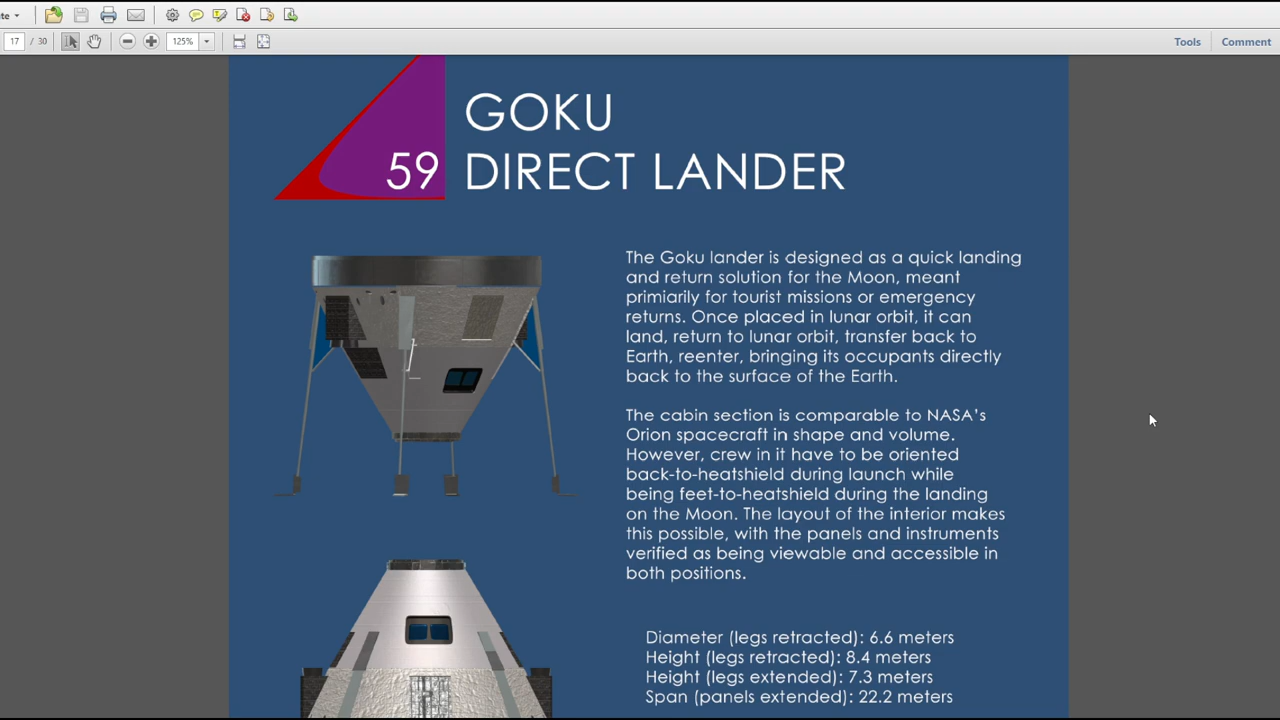 te
17 / 30
125%
Tools
Comment
GOKU
59 DIRECT LANDER
The Goku lander is designed as a quick landing
and return solution for the Moon, meant
primiarily for tourist missions or emergency
returns. Once placed in lunar orbit, it can
land, return to lunar orbit, transfer back to
Earth, reenter, bringing its occupants directly
back to the surface of the Earth.
The cabin section is comparable to NASA's
Orion spacecraft in shape and volume.
However, crew in it have to be oriented
back-to-heatshield during launch while
being feet-to-heatshield during the landing
on the Moon. The layout of the interior makes
this possible, with the panels and instruments
verified as being viewable and accessible in
both positions.
Diameter (legs retracted): 6.6 meters
Height (legs retracted): 8.4 meters
Height (legs extended): 7.3 meters
Span (panels extended): 22.2 meters